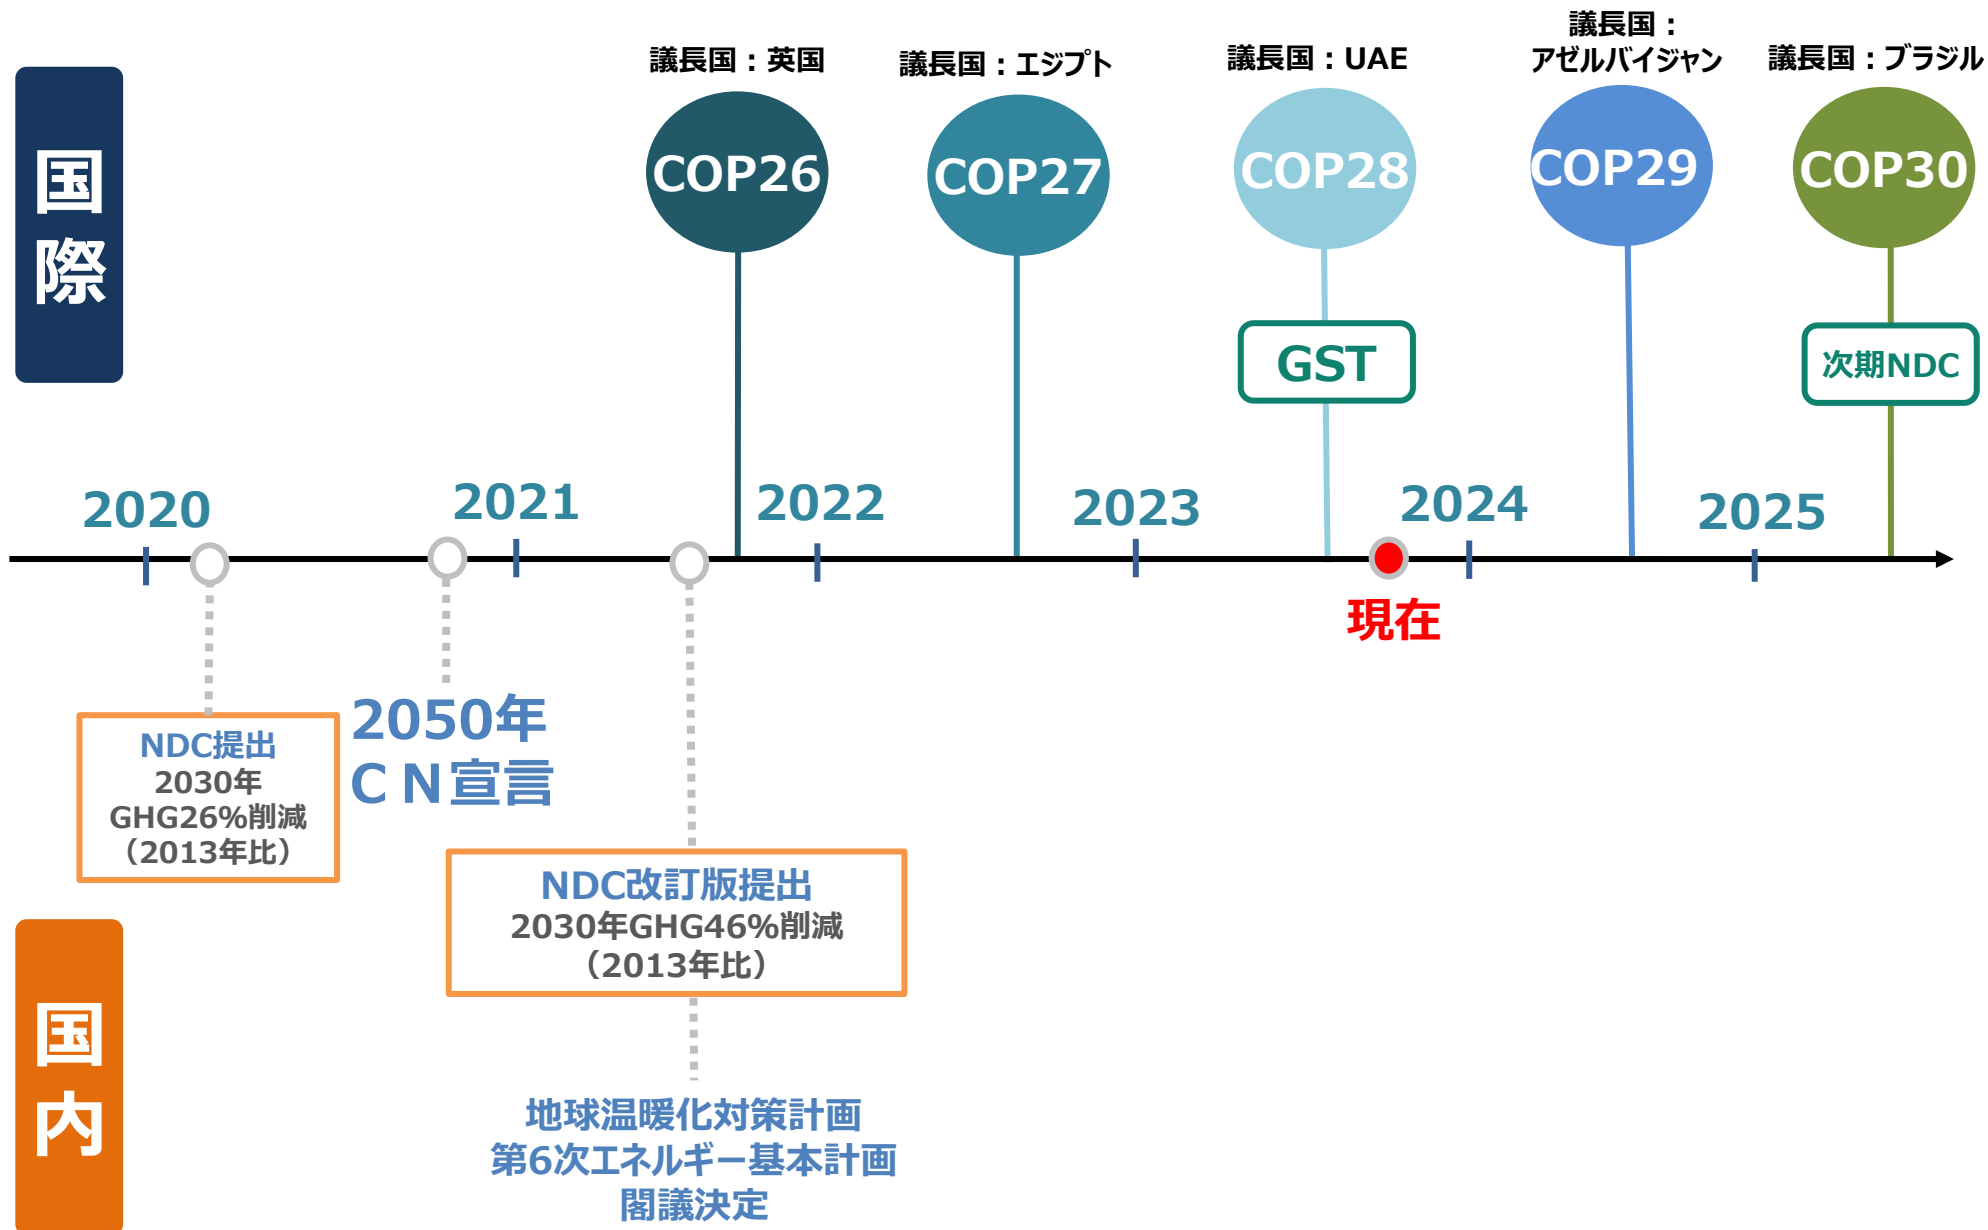 国際
議長国：英国
COP26
議長国：エジプト
COP27
議長国：UAE
COP28
GST
議長国：
アゼルバイジャン
COP29
議長国：ブラジル
COP30
次期NDC
2020
2021
2022
2023
2024
2025
現在
NDC提出
2030年
GHG26%削減
（2013年比）
2050年
ＣＮ宣言
NDC改訂版提出
2030年GHG46%削減
（2013年比）
地球温暖化対策計画
第6次エネルギー基本計画
閣議決定
国内